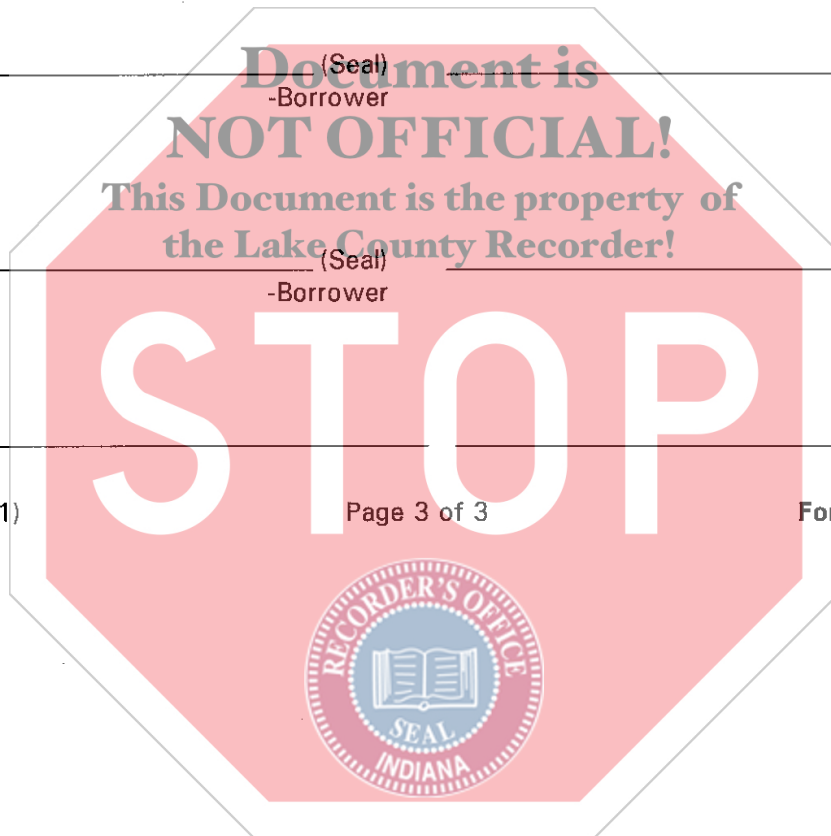 (Seal)
-Borrower
Document is
NOT OFFICIAL!
This Document is the property of
the Lake County Recorder!
(Seal)
-Borrower
STOP
1)
Page 3 of 3
RECORDER'S OFFICE
SEAL
INDIANA